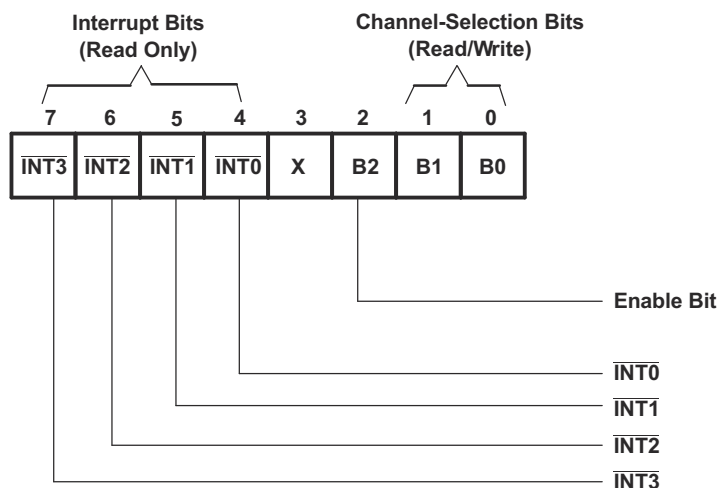 Interrupt Bits
(Read Only)
Channel-Selection Bits
(Read/Write)
7 6 5 4 3 2 1 0
INT3 INT2 INT1 INT0 X B2 B1 B0
Enable Bit
INT0
INT1
INT2
INT3